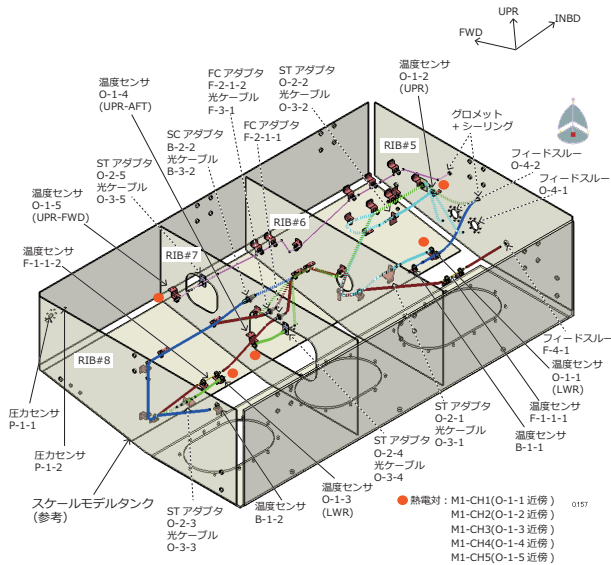 UPR
INBD
FWD
温度センサ
O-1-4
(UPR-AFT)
FC アダプタ
F-2-1-2
光ケーブル
F-3-1
ST アダプタ
O-2-2
光ケーブル
O-3-2
温度センサ
O-1-2
(UPR)
グロメット
+ シーリング
SC アダプタ
B-2-2
光ケーブル
B-3-2
FC アダプタ
F-2-1-1
フィードスルー
O-4-2
フィードスルー
O-4-1
ST アダプタ
O-2-5
光ケーブル
O-3-5
温度センサ
O-1-5
(UPR-FWD)
温度センサ
F-1-1-2
RIB#5
RIB#6
RIB#7
RIB#8
圧力センサ
P-1-1
圧力センサ
P-1-2
スケールモデルタンク
(参考)
ST アダプタ
O-2-3
光ケーブル
O-3-3
温度センサ
B-1-2
温度センサ
O-1-3
(LWR)
ST アダプタ
O-2-4
光ケーブル
O-3-4
ST アダプタ
O-2-1
光ケーブル
O-3-1
フィードスルー
F-4-1
温度センサ
O-1-1
(LWR)
温度センサ
F-1-1-1
温度センサ
B-1-1
熱電対 : M1-CH1(O-1-1 近傍 )
M1-CH2(O-1-2 近傍 )
M1-CH3(O-1-3 近傍 )
M1-CH4(O-1-4 近傍 )
M1-CH5(O-1-5 近傍 )
0.157